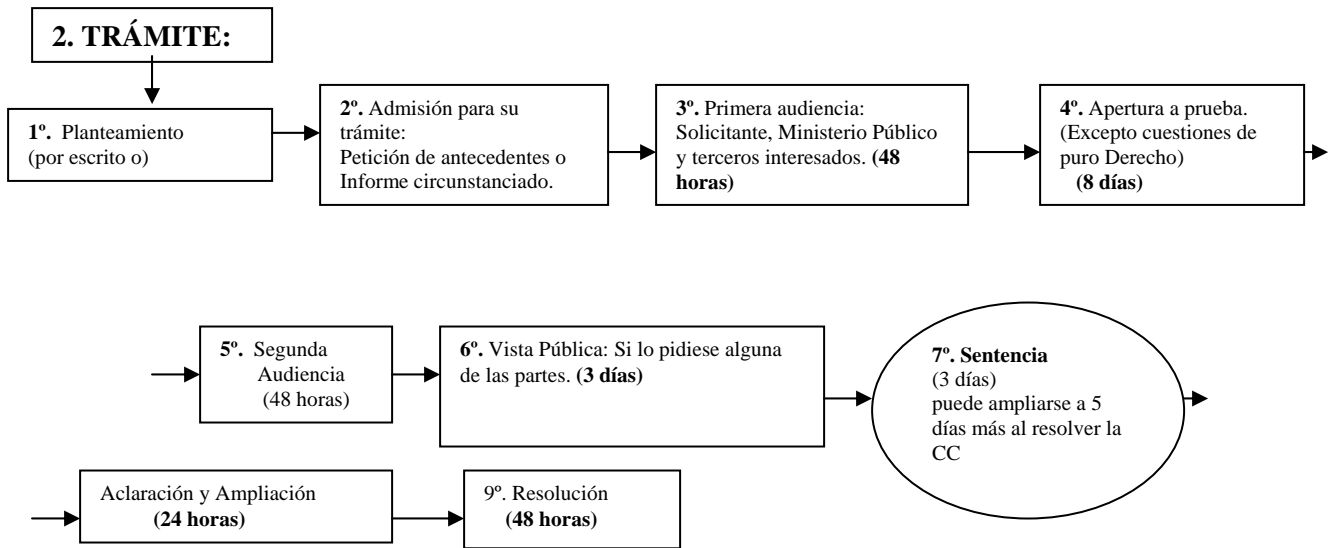 2. TRÁMITE:
1º. Planteamiento
(por escrito o)
2º. Admisión para su
trámite:
Petición de antecedentes o
Informe circunstanciado.
3º. Primera audiencia:
Solicitante, Ministerio Público
y terceros interesados. (48
horas)
4º. Apertura a prueba.
(Excepto cuestiones de
puro Derecho)
(8 días)
5º. Segunda
Audiencia
(48 horas)
6º. Vista Pública: Si lo pidiese alguna
de las partes. (3 días)
7º. Sentencia
(3 días)
puede ampliarse a 5
días más al resolver la
CC
Aclaración y Ampliación
(24 horas)
9º. Resolución
(48 horas)